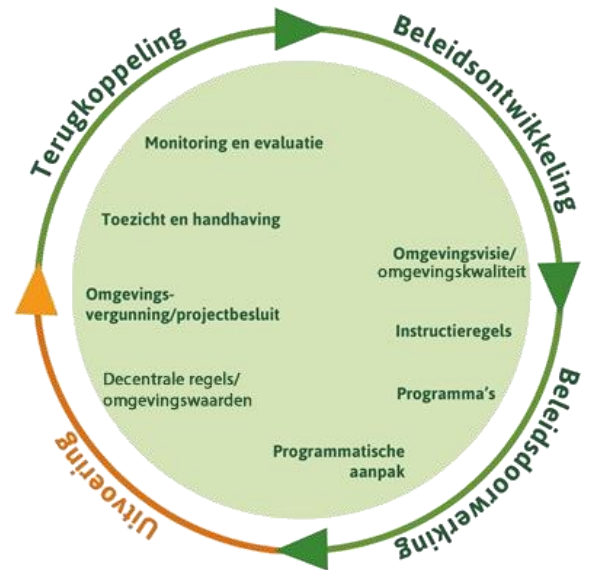 Beleidsontwikkeling
Terugkoppeling
Monitoring en evaluatie
Toezicht en handhaving
Omgevingsvisie/
omgevingskwaliteit
Omgevings-
vergunning/projectbesluit
Instructieregels
Decentrale regels/
omgevingswaarden
Programma's
Programmatische
aanpak
Beleidsdoorwerking
Uitvoering